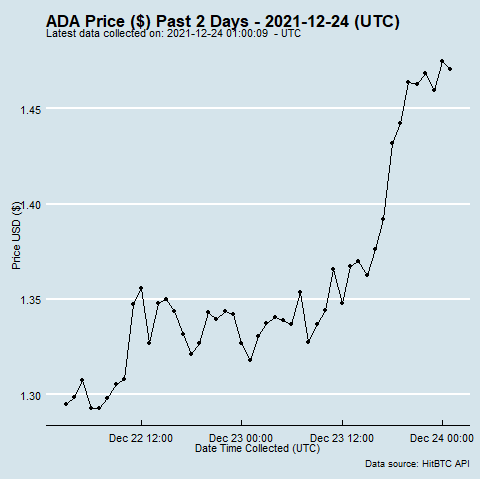 ADA Price ($) Past 2 Days - 2021-12-24 (UTC)
Latest data collected on: 2021-12-24 01:00:09  - UTC
Price USD ($)
1.45
1.40
1.35
1.30
Dec 22 12:00
Dec 23 00:00
Dec 23 12:00
Dec 24 00:00
Date Time Collected (UTC)
Data source: HitBTC API